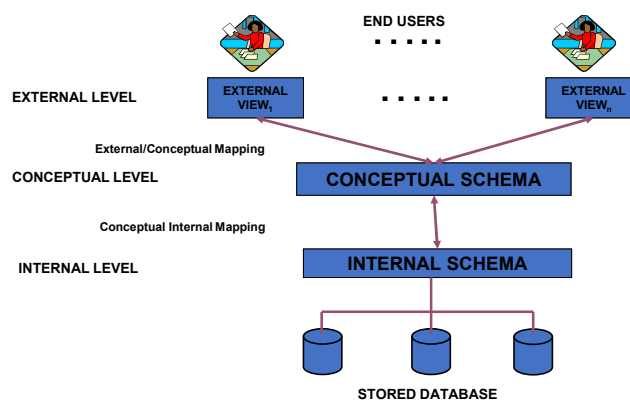 END USERS
EXTERNAL LEVEL
EXTERNAL
VIEW₁
EXTERNAL
VIEWₙ
External/Conceptual Mapping
CONCEPTUAL LEVEL
CONCEPTUAL SCHEMA
Conceptual Internal Mapping
INTERNAL LEVEL
INTERNAL SCHEMA
STORED DATABASE